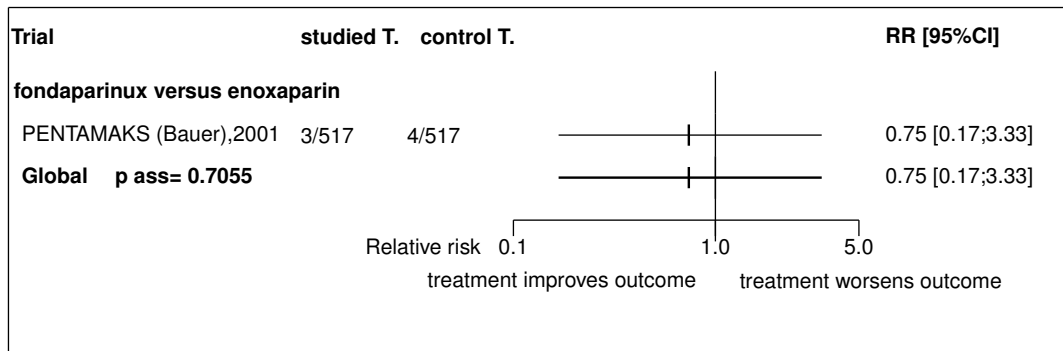 Trial studied T. control T. RR [95%CI]
fondaparinux versus enoxaparin
PENTAMAKS (Bauer),2001 3/517 4/517 0.75 [0.17;3.33]
Global p ass= 0.7055 0.75 [0.17;3.33]
Relative risk 0.1 1.0 5.0
treatment improves outcome treatment worsens outcome